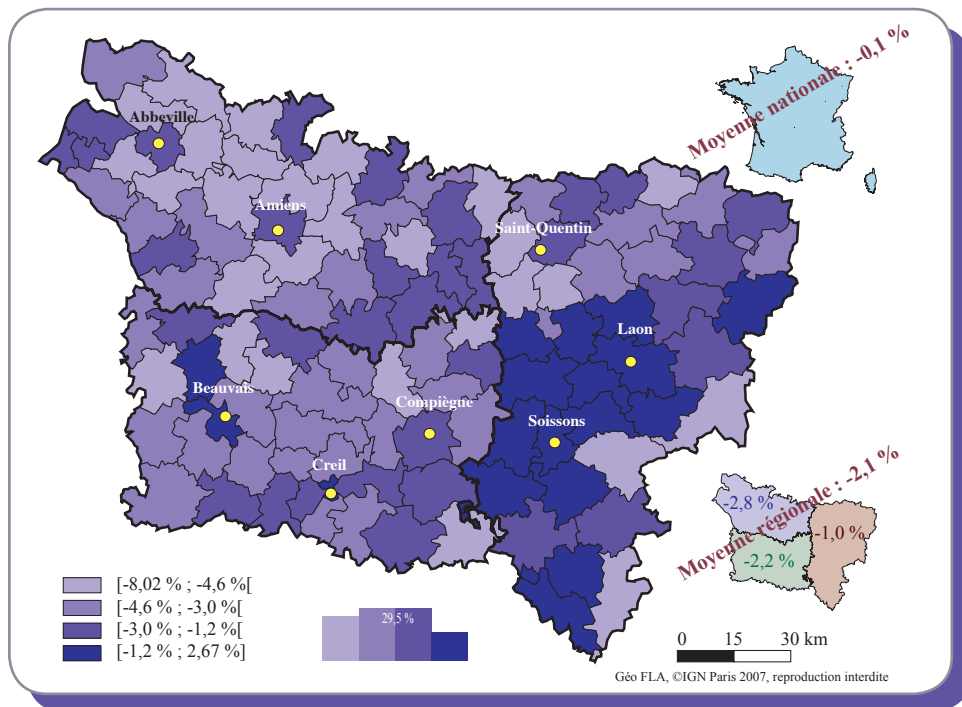 Moyenne nationale : -0,1 %
Abbeville
Amiens
Saint-Quentin
Laon
Beauvais
Compiègne
Soissons
Creil
Moyenne régionale : -2,1 %
-2,8 %
-1,0 %
-2,2 %
[-8,02 % ; -4,6 %[
[-4,6 % ; -3,0 %[
[-3,0 % ; -1,2 %[
[-1,2 % ; 2,67 %]
29,5 %
0 15 30 km
Géo FLA, ©IGN Paris 2007, reproduction interdite